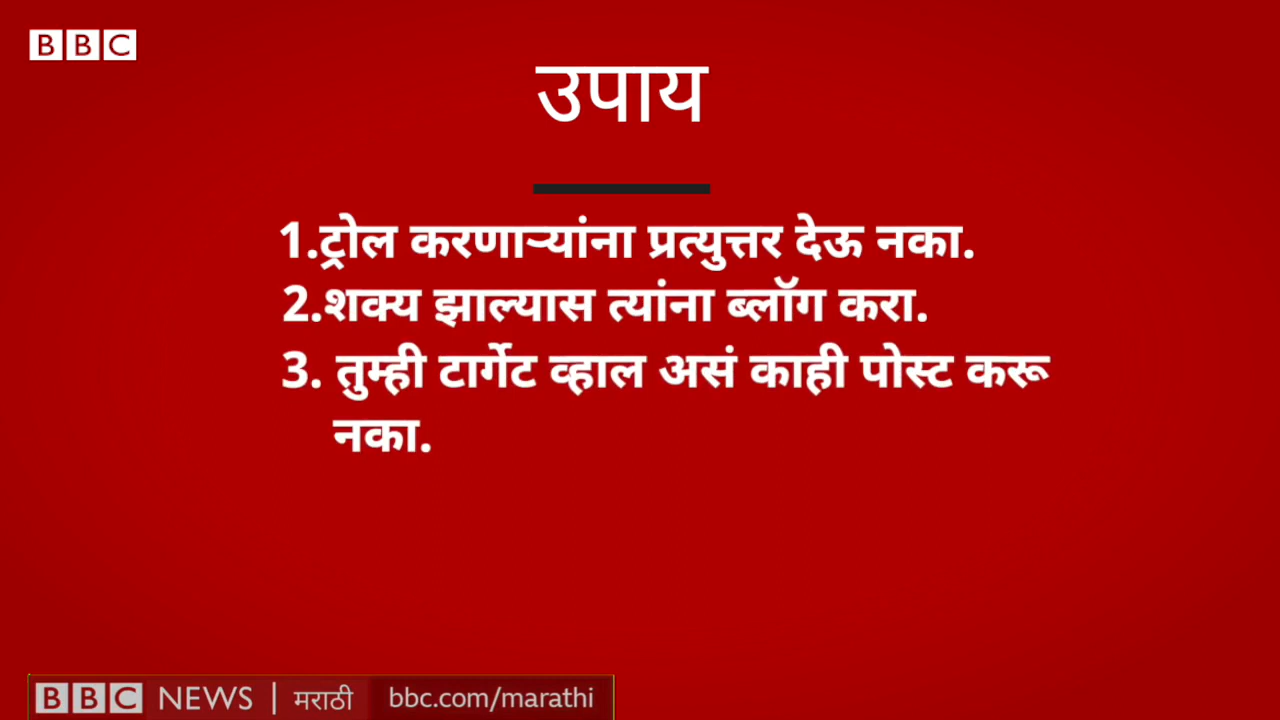 BBC
उपाय
1.ट्रोल करणाऱ्यांना प्रत्युत्तर देऊ नका.
2.शक्य झाल्यास त्यांना ब्लॉग करा.
3. तुम्ही टार्गेट व्हाल असं काही पोस्ट करू
नका.
BBC NEWS | मराठी bbc.com/marathi